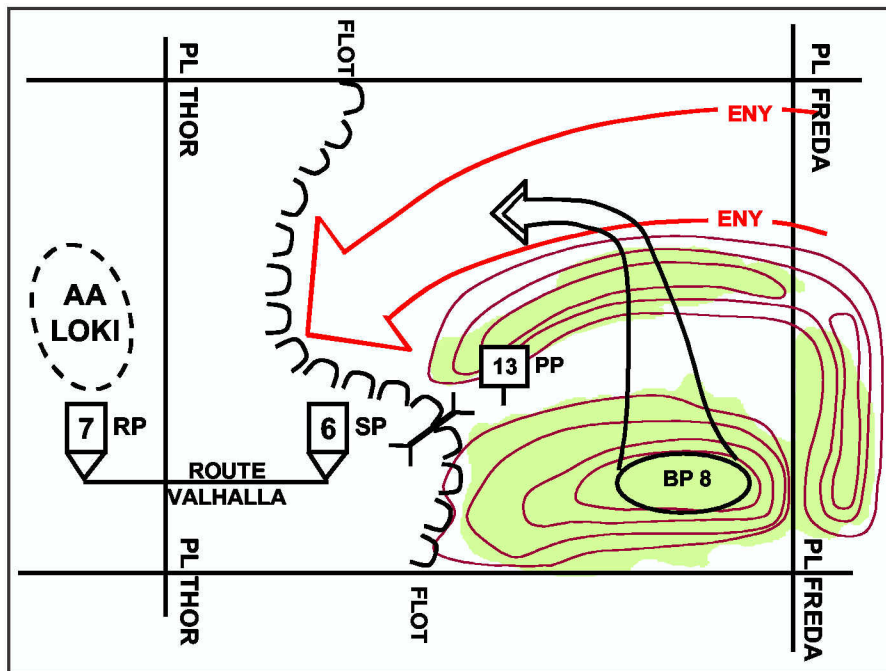 PL THOR
FLOT
PL FREDA
ENY
ENY
AA
LOKI
13 PP
7 RP
6 SP
ROUTE
VALHALLA
BP 8
PL THOR
FLOT
PL FREDA